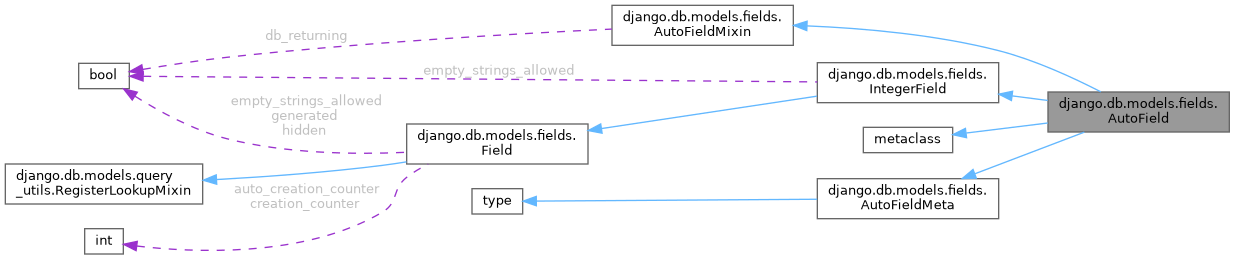 django.db.models.fields.
AutoFieldMixin
db_returning
bool
empty_strings_allowed
django.db.models.fields.
IntegerField
django.db.models.fields.
AutoField
empty_strings_allowed
generated
hidden
django.db.models.fields.
Field
metaclass
django.db.models.query
_utils.RegisterLookupMixin
auto_creation_counter
creation_counter
type
django.db.models.fields.
AutoFieldMeta
int